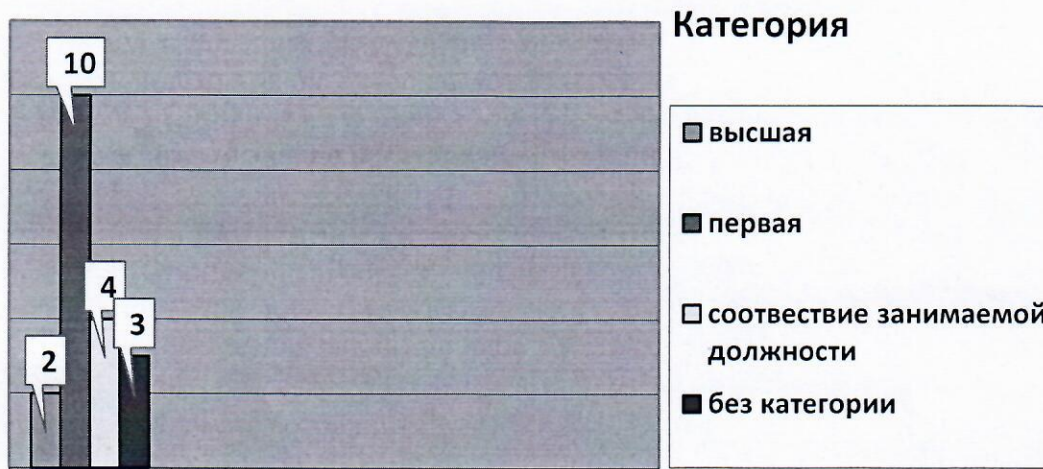 Категория
10
4
3
2
высшая
первая
соотвествие занимаемой
должности
без категории